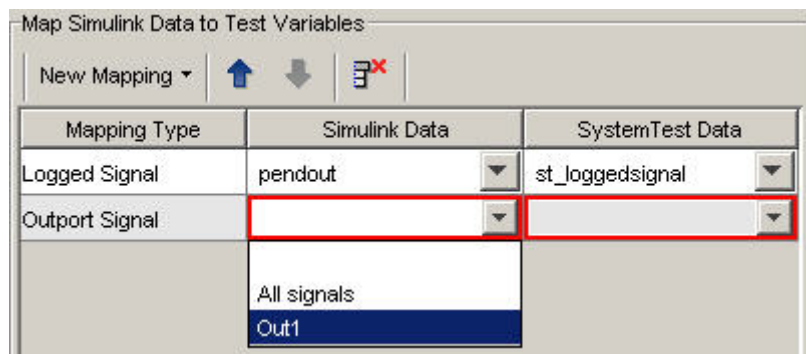 Map Simulink Data to Test Variables
New Mapping
Mapping Type Simulink Data SystemTest Data
Logged Signal pendout st_loggedsignal
Outport Signal
All signals
Out1